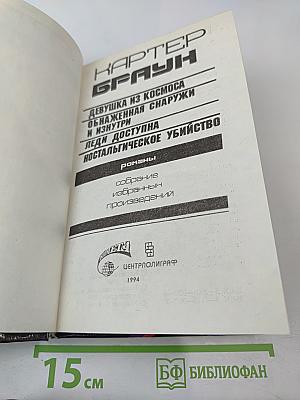 КАРТЕР
БРАУН
ДЕВУШКА ИЗ КОСМОСА
ОБНАЖЕННАЯ СНАРУЖИ
И ИЗНУТРИ
ЛЕДИ ДОСТУПНА
НОСТАЛЬГИЧЕСКОЕ УБИЙСТВО
романы
собрание
избранных
произведений
ЦЕНТРПОЛИГРАФ
1994
15 см
БФ БИБЛИОФАН